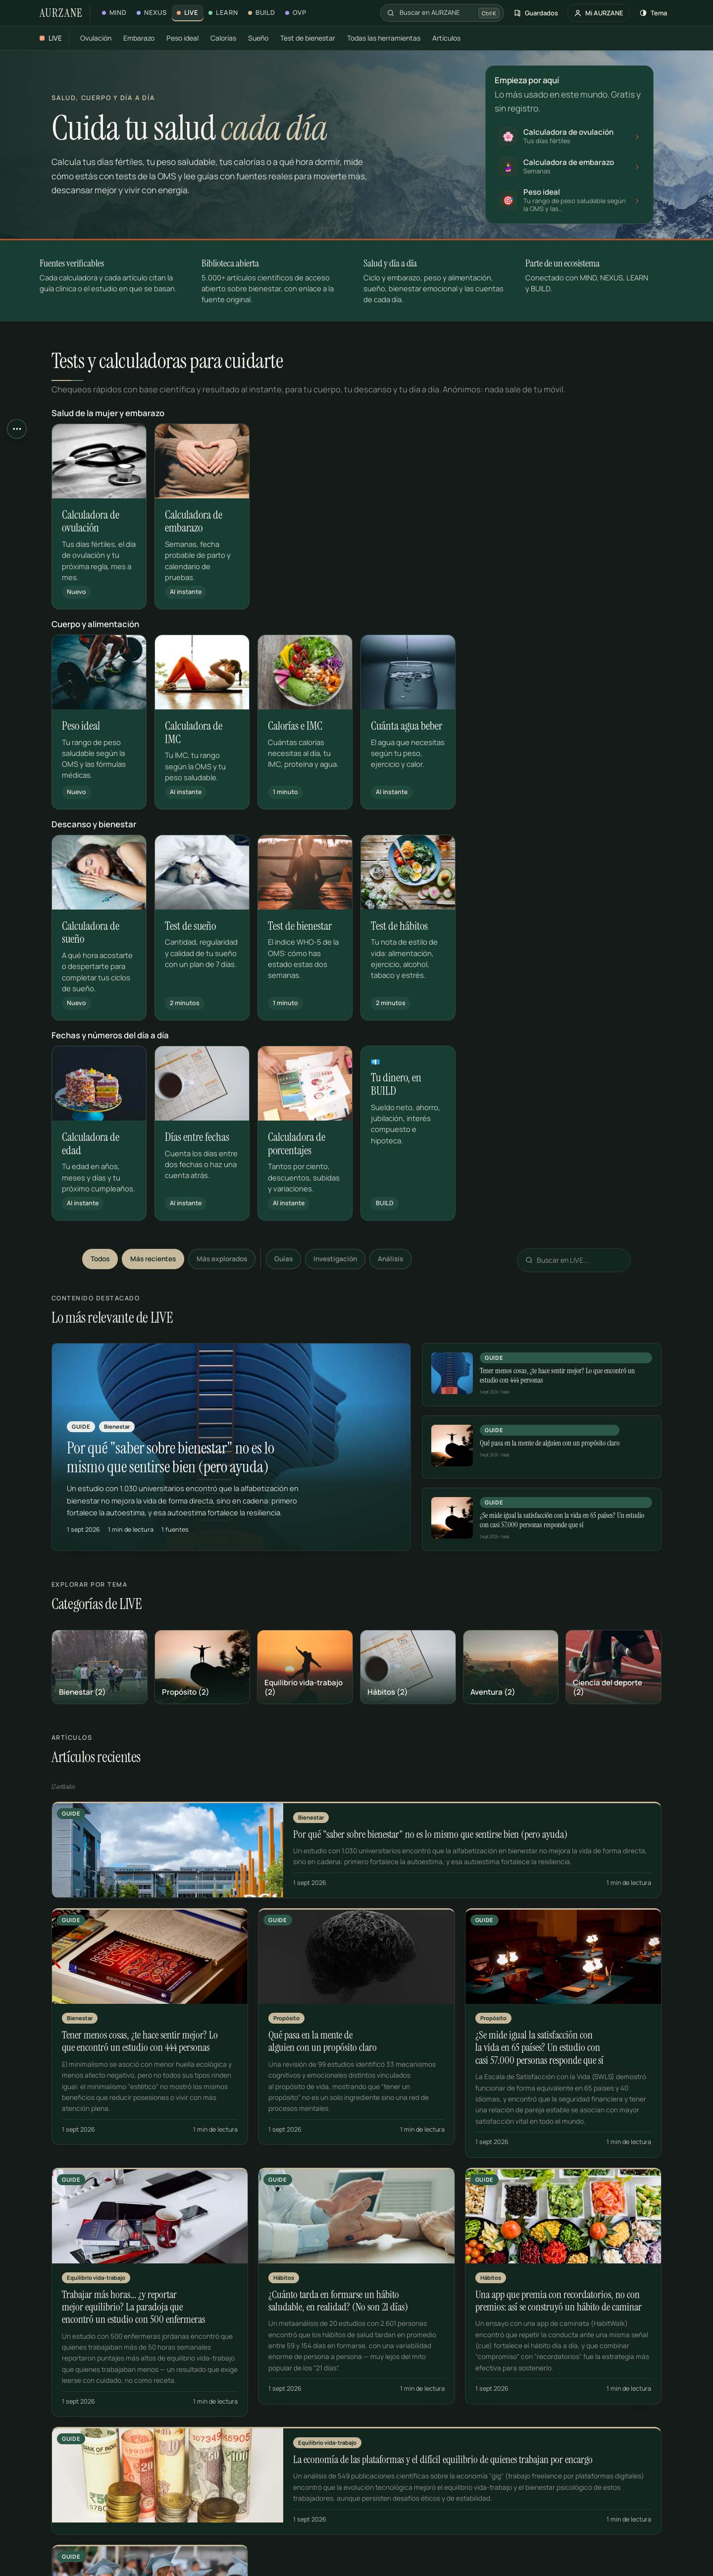 AURZANE
MIND
NEXUS
LIVE
LEARN
BUILD
OVP
Buscar en AURZANE
Ctrl K
Guardados
Mi AURZANE
Tema
LIVE
Ovulación
Embarazo
Peso ideal
Calorías
Sueño
Test de bienestar
Todas las herramientas
Artículos
SALUD, CUERPO Y DÍA A DÍA
Cuida tu salud cada día
Calcula tus días fértiles, tu peso saludable, tus calorías o a qué hora dormir, mide
cómo estás con tests de la OMS y lee guías con fuentes reales para moverte más,
descansar mejor y vivir con energía.
Empieza por aquí
Lo más usado en este mundo. Gratis y
sin registro.
Calculadora de ovulación
Tus días fértiles
Calculadora de embarazo
Semanas
Peso ideal
Tu rango de peso saludable según
la OMS y las…
Fuentes verificables
Cada calculadora y cada artículo citan la
guía clínica o el estudio en que se basan.
Biblioteca abierta
5.000+ artículos científicos de acceso
abierto sobre bienestar, con enlace a la
fuente original.
Salud y día a día
Ciclo y embarazo, peso y alimentación,
sueño, bienestar emocional y las cuentas
de cada día.
Parte de un ecosistema
Conectado con MIND, NEXUS, LEARN
y BUILD.
Tests y calculadoras para cuidarte
Chequeos rápidos con base científica y resultado al instante, para tu cuerpo, tu descanso y tu día a día. Anónimos: nada sale de tu móvil.
Salud de la mujer y embarazo
Calculadora de
ovulación
Tus días fértiles, el día
de ovulación y tu
próxima regla, mes a
mes.
Nuevo
Calculadora de
embarazo
Semanas, fecha
probable de parto y
calendario de
pruebas.
Al instante
Cuerpo y alimentación
Peso ideal
Tu rango de peso
saludable según la
OMS y las fórmulas
médicas.
Nuevo
Calculadora de
IMC
Tu IMC, tu rango
según la OMS y tu
peso saludable.
Al instante
Calorías e IMC
Cuántas calorías
necesitas al día, tu
IMC, proteína y agua.
1 minuto
Cuánta agua beber
El agua que necesitas
según tu peso,
ejercicio y calor.
Al instante
Descanso y bienestar
Calculadora de
sueño
A qué hora acostarte
o despertarte para
completar tus ciclos
de sueño.
Nuevo
Test de sueño
Cantidad, regularidad
y calidad de tu sueño
con un plan de 7 días.
2 minutos
Test de bienestar
El índice WHO-5 de la
OMS: cómo has
estado estas dos
semanas.
1 minuto
Test de hábitos
Tu nota de estilo de
vida: alimentación,
ejercicio, alcohol,
tabaco y estrés.
2 minutos
Fechas y números del día a día
Calculadora de
edad
Tu edad en años,
meses y días y tu
próximo cumpleaños.
Al instante
Días entre fechas
Cuenta los días entre
dos fechas o haz una
cuenta atrás.
Al instante
Calculadora de
porcentajes
Tantos por ciento,
descuentos, subidas
y variaciones.
Al instante
Tu dinero, en
BUILD
Sueldo neto, ahorro,
jubilación, interés
compuesto e
hipoteca.
BUILD
Todos
Más recientes
Más explorados
Guías
Investigación
Análisis
Buscar en LIVE...
CONTENIDO DESTACADO
Lo más relevante de LIVE
GUIDE
Bienestar
Por qué "saber sobre bienestar" no es lo
mismo que sentirse bien (pero ayuda)
Un estudio con 1.030 universitarios encontró que la alfabetización en
bienestar no mejora la vida de forma directa, sino en cadena: primero
fortalece la autoestima, y esa autoestima fortalece la resiliencia.
1 sept 2026
1 min de lectura
1 fuentes
GUIDE
Tener menos cosas, ¿te hace sentir mejor? Lo que encontró un
estudio con 444 personas
GUIDE
Qué pasa en la mente de alguien con un propósito claro
GUIDE
¿Se mide igual la satisfacción con la vida en 65 países? Un estudio
con casi 57.000 personas responde que sí
EXPLORAR POR TEMA
Categorías de LIVE
Bienestar (2)
Propósito (2)
Equilibrio vida-trabajo
(2)
Hábitos (2)
Aventura (2)
Ciencia del deporte
(2)
ARTÍCULOS
Artículos recientes
12 artículos
GUIDE
Bienestar
Por qué "saber sobre bienestar" no es lo mismo que sentirse bien (pero ayuda)
Un estudio con 1.030 universitarios encontró que la alfabetización en bienestar no mejora la vida de forma directa,
sino en cadena: primero fortalece la autoestima, y esa autoestima fortalece la resiliencia.
1 sept 2026
1 min de lectura
GUIDE
Bienestar
Tener menos cosas, ¿te hace sentir mejor? Lo
que encontró un estudio con 444 personas
El minimalismo se asoció con menor huella ecológica y
menos afecto negativo, pero no todos sus tipos rinden
igual: el minimalismo "estético" no mostró los mismos
beneficios que reducir posesiones o vivir con más
atención plena.
1 sept 2026
1 min de lectura
GUIDE
Propósito
Qué pasa en la mente de
alguien con un propósito claro
Una revisión de 99 estudios identificó 33 mecanismos
cognitivos y emocionales distintos vinculados
al propósito de vida, mostrando que "tener un
propósito" no es un solo ingrediente sino una red de
procesos mentales.
1 sept 2026
1 min de lectura
GUIDE
Propósito
¿Se mide igual la satisfacción con
la vida en 65 países? Un estudio con
casi 57.000 personas responde que sí
La Escala de Satisfacción con la Vida (SWLS) demostró
funcionar de forma equivalente en 65 países y 40
idiomas, y encontró que la seguridad financiera y tener
una relación de pareja estable se asocian con mayor
satisfacción vital en todo el mundo.
1 sept 2026
1 min de lectura
GUIDE
Equilibrio vida-trabajo
Trabajar más horas... ¿y reportar
mejor equilibrio? La paradoja que
encontró un estudio con 500 enfermeras
Un estudio con 500 enfermeras jordanas encontró que
quienes trabajaban más de 50 horas semanales
reportaron puntajes más altos de equilibrio vida-trabajo
que quienes trabajaban menos — un resultado que exige
leerse con cuidado, no como receta.
1 sept 2026
1 min de lectura
GUIDE
Hábitos
¿Cuánto tarda en formarse un hábito
saludable, en realidad? (No son 21 días)
Un metaanálisis de 20 estudios con 2.601 personas
encontró que los hábitos de salud tardan en promedio
entre 59 y 154 días en formarse, con una variabilidad
enorme de persona a persona — muy lejos del mito
popular de los "21 días".
1 sept 2026
1 min de lectura
GUIDE
Hábitos
Una app que premia con recordatorios, no con
premios: así se construyó un hábito de caminar
Un ensayo con una app de caminata (HabitWalk)
encontró que repetir la conducta ante una misma señal
(cue) fortalece el hábito día a día, y que combinar
"compromiso" con "recordatorios" fue la estrategia más
efectiva para sostenerlo.
1 sept 2026
1 min de lectura
GUIDE
Equilibrio vida-trabajo
La economía de las plataformas y el difícil equilibrio de quienes trabajan por encargo
Un análisis de 549 publicaciones científicas sobre la economía "gig" (trabajo freelance por plataformas digitales)
encontró que la evolución tecnológica mejoró el equilibrio vida-trabajo y el bienestar psicológico de estos
trabajadores, aunque persisten desafíos éticos y de estabilidad.
1 sept 2026
1 min de lectura
GUIDE